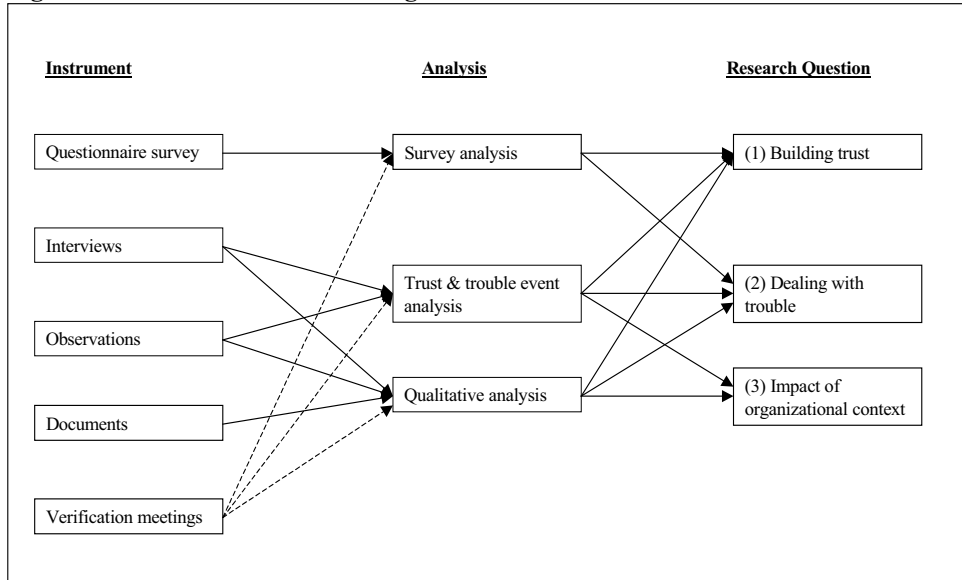 Instrument
Analysis
Research Question
Questionnaire survey
Survey analysis
(1) Building trust
Interviews
Trust & trouble event
analysis
(2) Dealing with
trouble
Observations
Documents
Qualitative analysis
(3) Impact of
organizational context
Verification meetings